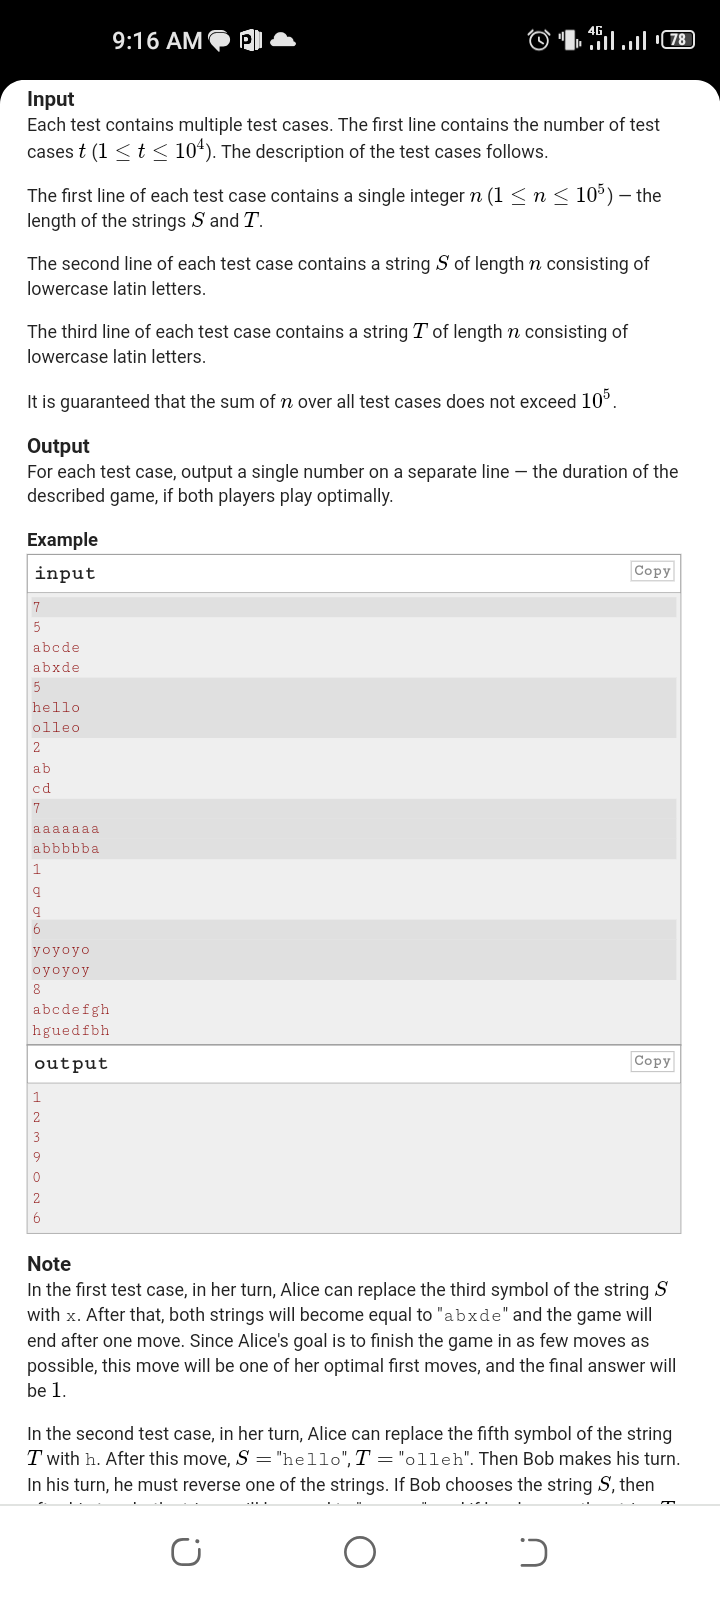 9:16 AM
4G
78
Input
Each test contains multiple test cases. The first line contains the number of test
cases t (1 ≤ t ≤ 10⁴). The description of the test cases follows.
The first line of each test case contains a single integer n (1 ≤ n ≤ 10⁵) — the
length of the strings S and T.
The second line of each test case contains a string S of length n consisting of
lowercase latin letters.
The third line of each test case contains a string T of length n consisting of
lowercase latin letters.
It is guaranteed that the sum of n over all test cases does not exceed 10⁵.
Output
For each test case, output a single number on a separate line — the duration of the
described game, if both players play optimally.
Example
input Copy
7
5
abcde
abxde
5
hello
olleo
2
ab
cd
7
aaaaaaa
abbbbba
1
q
q
6
yoyoyo
oyoyoy
8
abcdefgh
hguedfbh
output Copy
1
2
3
9
0
2
6
Note
In the first test case, in her turn, Alice can replace the third symbol of the string S
with x. After that, both strings will become equal to "abxde" and the game will
end after one move. Since Alice's goal is to finish the game in as few moves as
possible, this move will be one of her optimal first moves, and the final answer will
be 1.
In the second test case, in her turn, Alice can replace the fifth symbol of the string
T with h. After this move, S = "hello", T = "olleh". Then Bob makes his turn.
In his turn, he must reverse one of the strings. If Bob chooses the string S, then